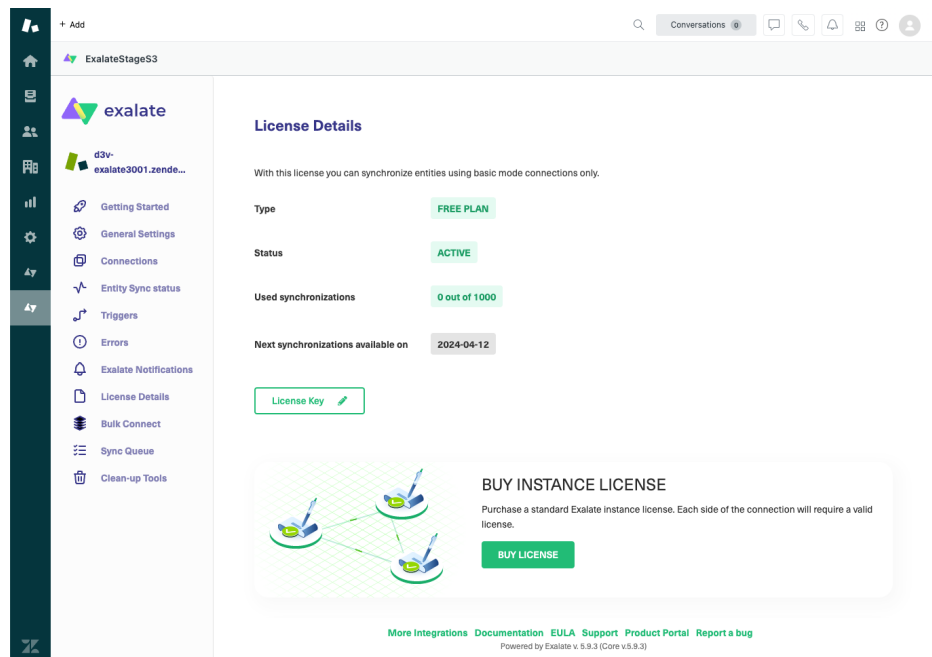 + Add
Conversations 0
ExalateStageS3
exalate
d3v-
exalate3001.zende...
Getting Started
General Settings
Connections
Entity Sync status
Triggers
Errors
Exalate Notifications
License Details
Bulk Connect
Sync Queue
Clean-up Tools
License Details
With this license you can synchronize entities using basic mode connections only.
Type FREE PLAN
Status ACTIVE
Used synchronizations 0 out of 1000
Next synchronizations available on 2024-04-12
License Key
BUY INSTANCE LICENSE
Purchase a standard Exalate instance license. Each side of the connection will require a valid
license.
BUY LICENSE
More Integrations Documentation EULA Support Product Portal Report a bug
Powered by Exalate v. 5.9.3 (Core v.5.9.3)